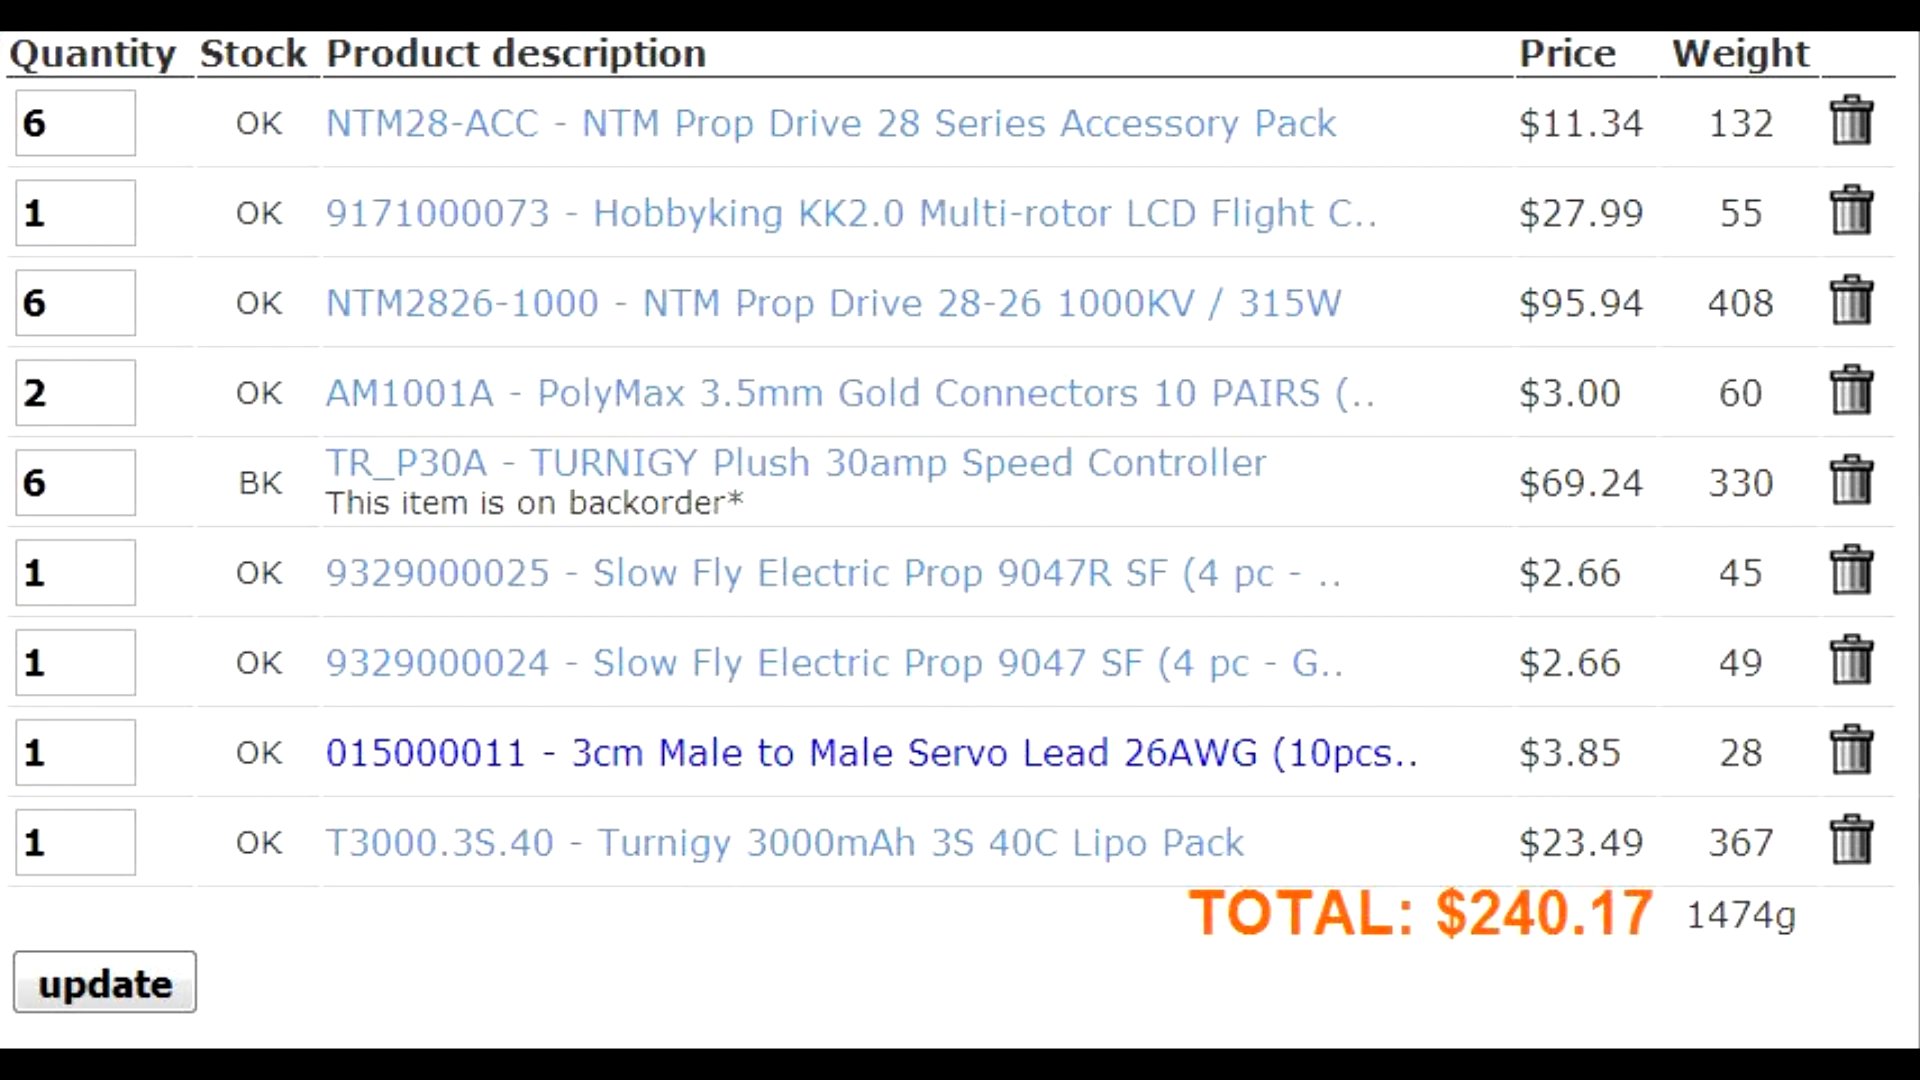 Quantity Stock Product description Price Weight
6 OK NTM28-ACC - NTM Prop Drive 28 Series Accessory Pack $11.34 132
1 OK 9171000073 - Hobbyking KK2.0 Multi-rotor LCD Flight C.. $27.99 55
6 OK NTM2826-1000 - NTM Prop Drive 28-26 1000KV / 315W $95.94 408
2 OK AM1001A - PolyMax 3.5mm Gold Connectors 10 PAIRS (.. $3.00 60
6 BK TR_P30A - TURNIGY Plush 30amp Speed Controller $69.24 330
This item is on backorder*
1 OK 9329000025 - Slow Fly Electric Prop 9047R SF (4 pc - .. $2.66 45
1 OK 9329000024 - Slow Fly Electric Prop 9047 SF (4 pc - G.. $2.66 49
1 OK 015000011 - 3cm Male to Male Servo Lead 26AWG (10pcs.. $3.85 28
1 OK T3000.3S.40 - Turnigy 3000mAh 3S 40C Lipo Pack $23.49 367
TOTAL: $240.17 1474g
update